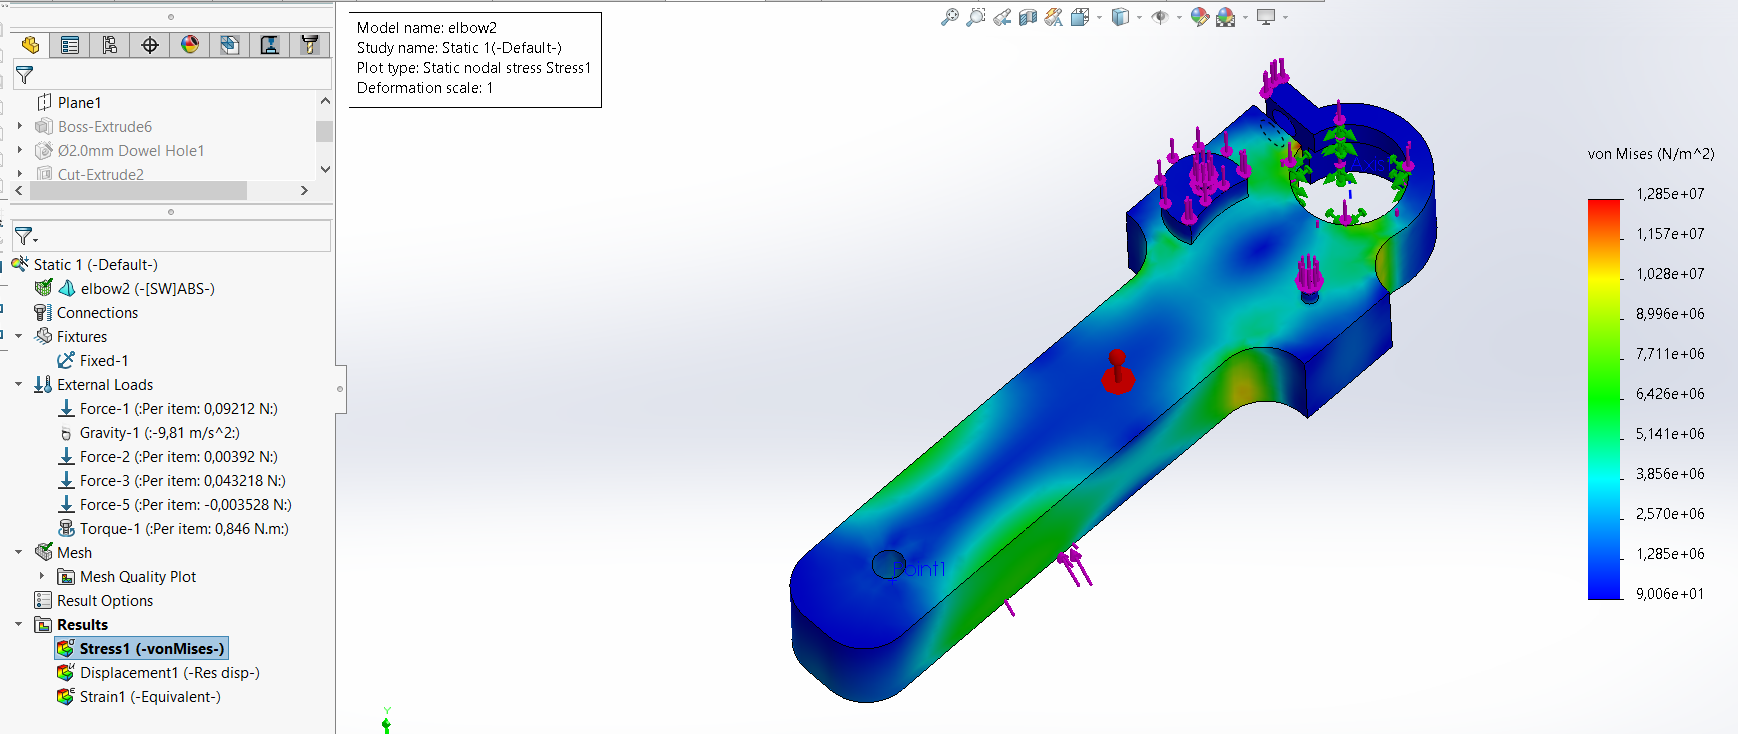 Plane1
Boss-Extrude6
Ø2.0mm Dowel Hole1
Cut-Extrude2
Static 1 (-Default-)
elbow2 (-[SW]ABS-)
Connections
Fixtures
Fixed-1
External Loads
Force-1 (:Per item: 0,09212 N:)
Gravity-1 (:-9,81 m/s^2:)
Force-2 (:Per item: 0,00392 N:)
Force-3 (:Per item: 0,043218 N:)
Force-5 (:Per item: -0,003528 N:)
Torque-1 (:Per item: 0,846 N.m:)
Mesh
Mesh Quality Plot
Result Options
Results
Stress1 (-vonMises-)
Displacement1 (-Res disp-)
Strain1 (-Equivalent-)
Model name: elbow2
Study name: Static 1(-Default-)
Plot type: Static nodal stress Stress1
Deformation scale: 1
Point1
Y
von Mises (N/m^2)
1,285e+07
1,157e+07
1,028e+07
8,996e+06
7,711e+06
6,426e+06
5,141e+06
3,856e+06
2,570e+06
1,285e+06
9,006e+01